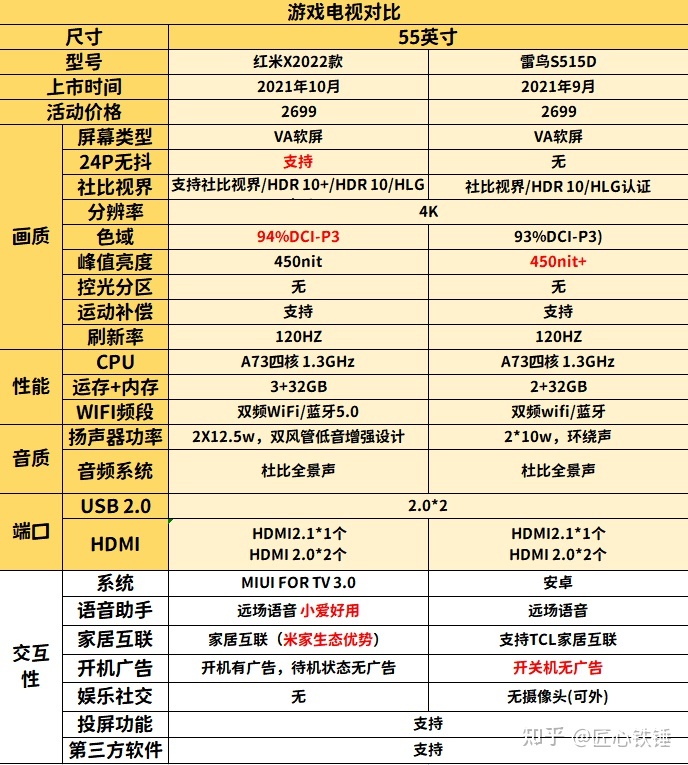 游戏电视对比
尺寸 55英寸
型号 红米X2022款 雷鸟S515D
上市时间 2021年10月 2021年9月
活动价格 2699 2699
画质
屏幕类型 VA软屏 VA软屏
24P无抖 支持 无
社比视界 支持社比视界/HDR 10+/HDR 10/HLG 社比视界/HDR 10/HLG认证
分辨率 4K
色域 94%DCI-P3 93%DCI-P3)
峰值亮度 450nit 450nit+
控光分区 无 无
运动补偿 支持 支持
刷新率 120HZ 120HZ
性能
CPU A73四核 1.3GHz A73四核 1.3GHz
运存+内存 3+32GB 2+32GB
WIFI频段 双频WiFi/蓝牙5.0 双频wifi/蓝牙
音质
扬声器功率 2X12.5w，双风管低音增强设计 2*10w，环绕声
音频系统 杜比全景声 杜比全景声
端口
USB 2.0 2.0*2
HDMI HDMI2.1*1个 HDMI2.1*1个
HDMI 2.0*2个 HDMI 2.0*2个
交互性
系统 MIUI FOR TV 3.0 安卓
语音助手 远场语音 小爱好用 远场语音
家居互联 家居互联（米家生态优势） 支持TCL家居互联
开机广告 开机有广告，待机状态无广告 开关机无广告
娱乐社交 无 无摄像头(可外)
投屏功能 支持
第三方软件 支持
知乎 @匠心铁锤